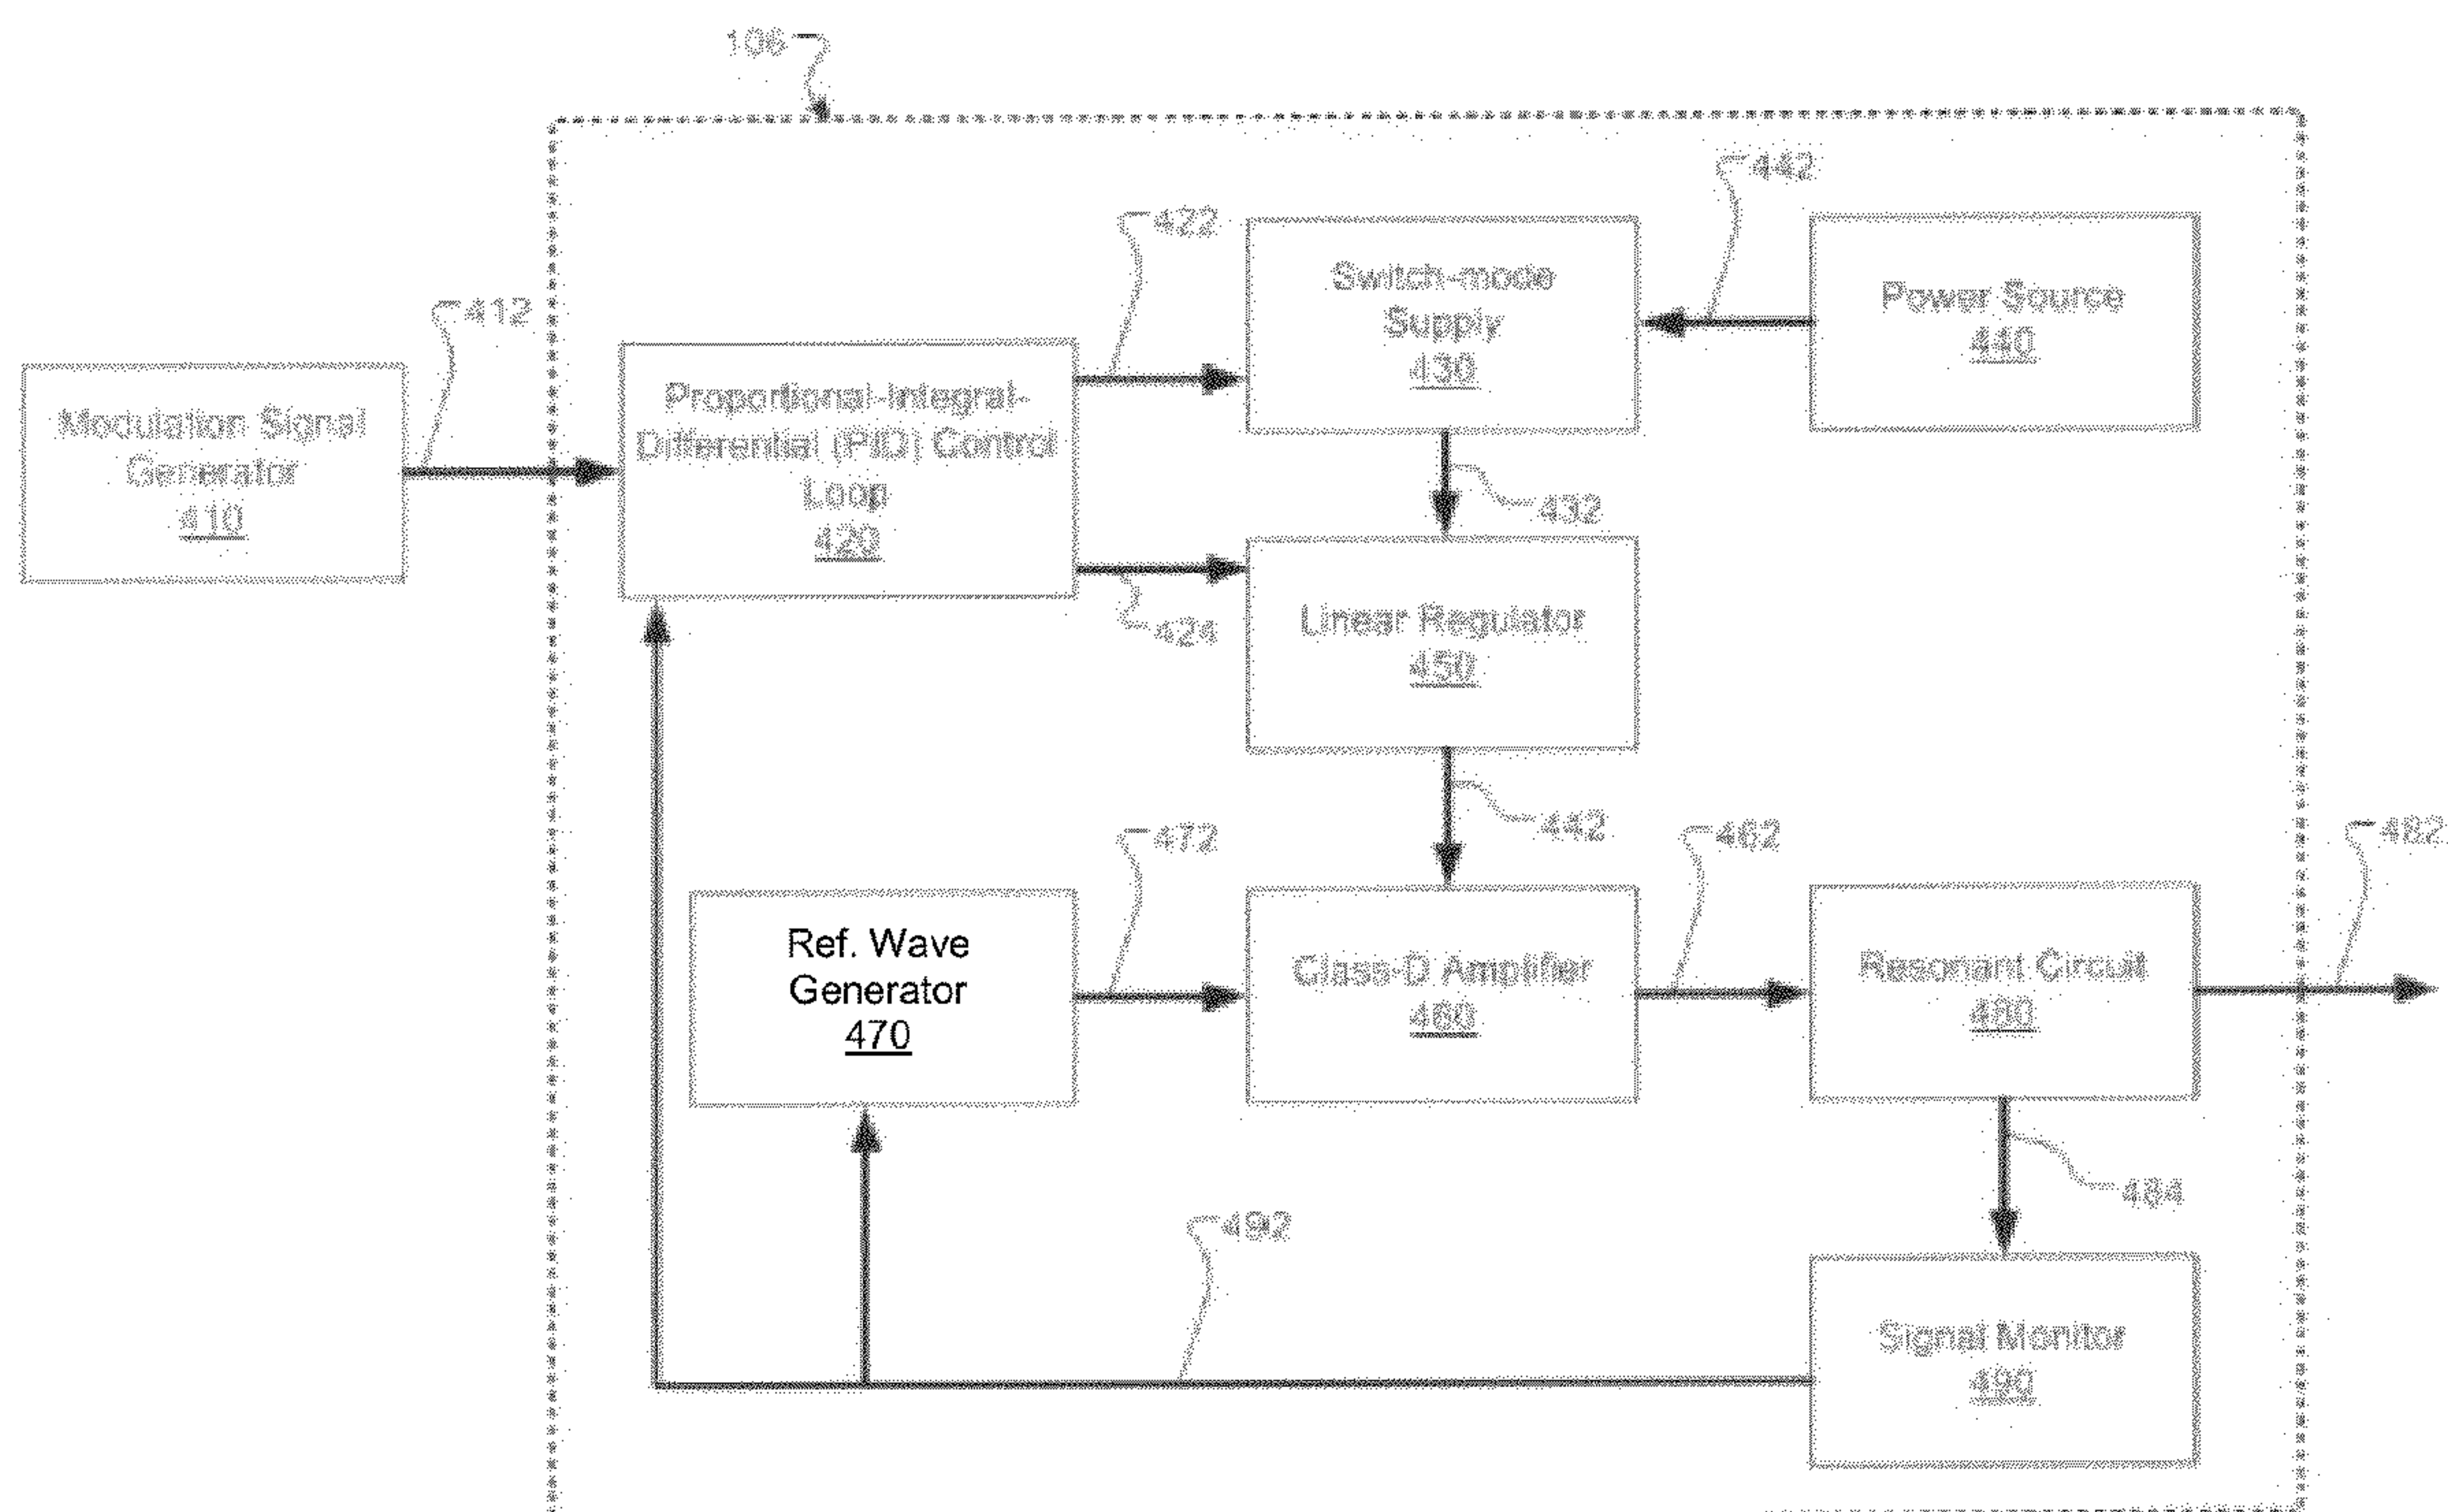 106
442
422
412
Switch-mode
Supply
430
Power Source
440
Modulation Signal
Generator
410
Proportional-Integral-
Differential (PID) Control
Loop
420
432
424
Linear Regulator
450
442
472
462
482
Ref. Wave
Generator
470
Class-D Amplifier
460
Resonant Circuit
480
484
492
Signal Monitor
490